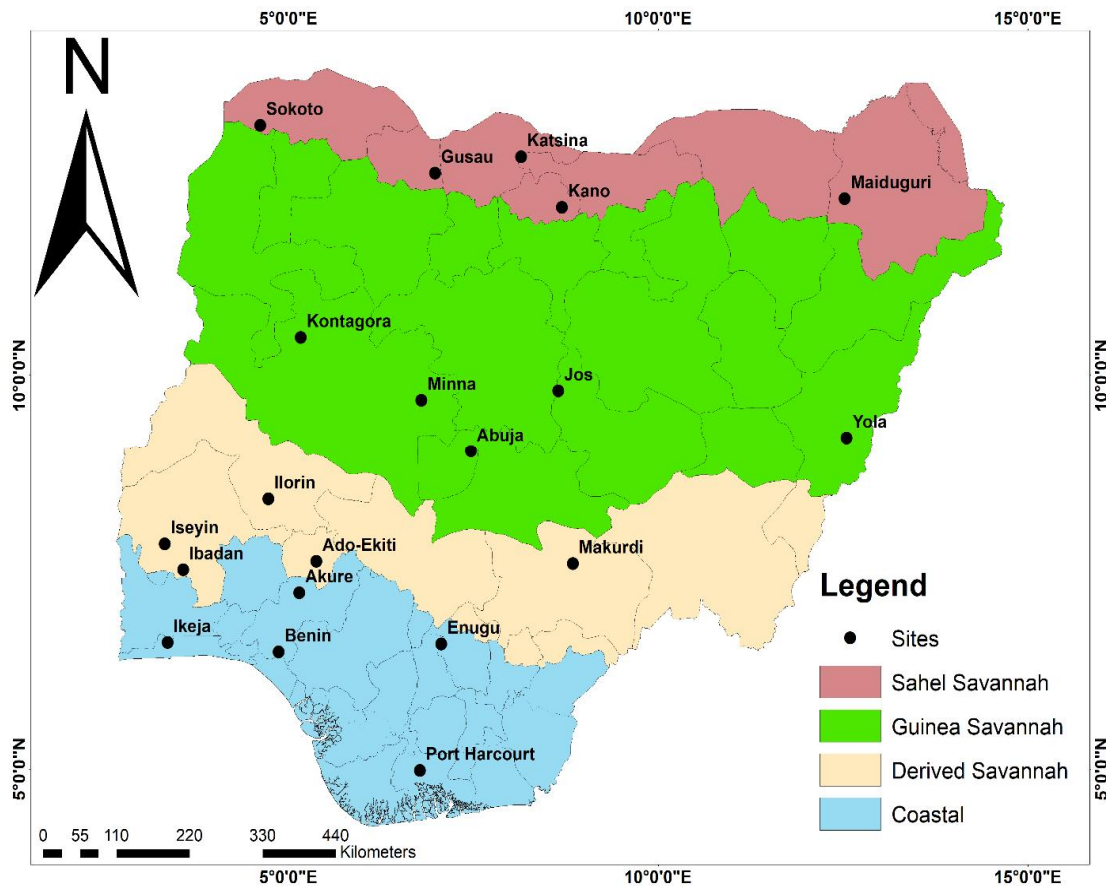 5°0'0"E 10°0'0"E 15°0'0"E
N
Sokoto
Katsina
Gusau
Kano
Maiduguri
Kontagora
10°0'0"N
10°0'0"N
Minna
Jos
Abuja
Yola
Ilorin
Iseyin
Ibadan
Ado-Ekiti
Akure
Makurdi
Ikeja
Benin
Enugu
Port Harcourt
5°0'0"N
5°0'0"N
Legend
Sites
Sahel Savannah
Guinea Savannah
Derived Savannah
Coastal
0 55 110 220 330 440
Kilometers
5°0'0"E 10°0'0"E 15°0'0"E